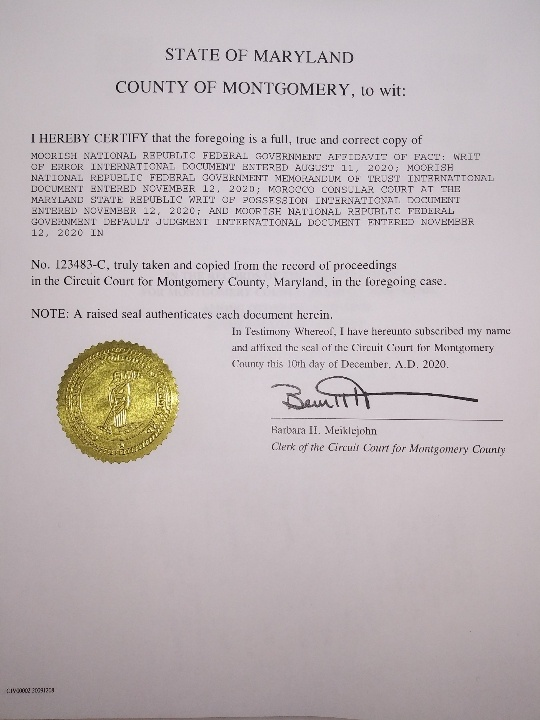 STATE OF MARYLAND
COUNTY OF MONTGOMERY, to wit:
I HEREBY CERTIFY that the foregoing is a full, true and correct copy of
MOORISH NATIONAL REPUBLIC FEDERAL GOVERNMENT AFFIDAVIT OF FACT: WRIT
OF ERROR INTERNATIONAL DOCUMENT ENTERED AUGUST 11, 2020; MOORISH
NATIONAL REPUBLIC FEDERAL GOVERNMENT MEMORANDUM OF TRUST INTERNATIONAL
DOCUMENT ENTERED NOVEMBER 12, 2020; MOROCCO CONSULAR COURT AT THE
MARYLAND STATE REPUBLIC WRIT OF POSSESSION INTERNATIONAL DOCUMENT
ENTERED NOVEMBER 12, 2020; AND MOORISH NATIONAL REPUBLIC FEDERAL
GOVERNMENT DEFAULT JUDGMENT INTERNATIONAL DOCUMENT ENTERED NOVEMBER
12, 2020 IN
No. 123483-C, truly taken and copied from the record of proceedings
in the Circuit Court for Montgomery County, Maryland, in the foregoing case.
NOTE: A raised seal authenticates each document herein.
In Testimony Whereof, I have hereunto subscribed my name
and affixed the seal of the Circuit Court for Montgomery
County this 10th day of December, A.D. 2020.
Barbara H. Meiklejohn
Clerk of the Circuit Court for Montgomery County